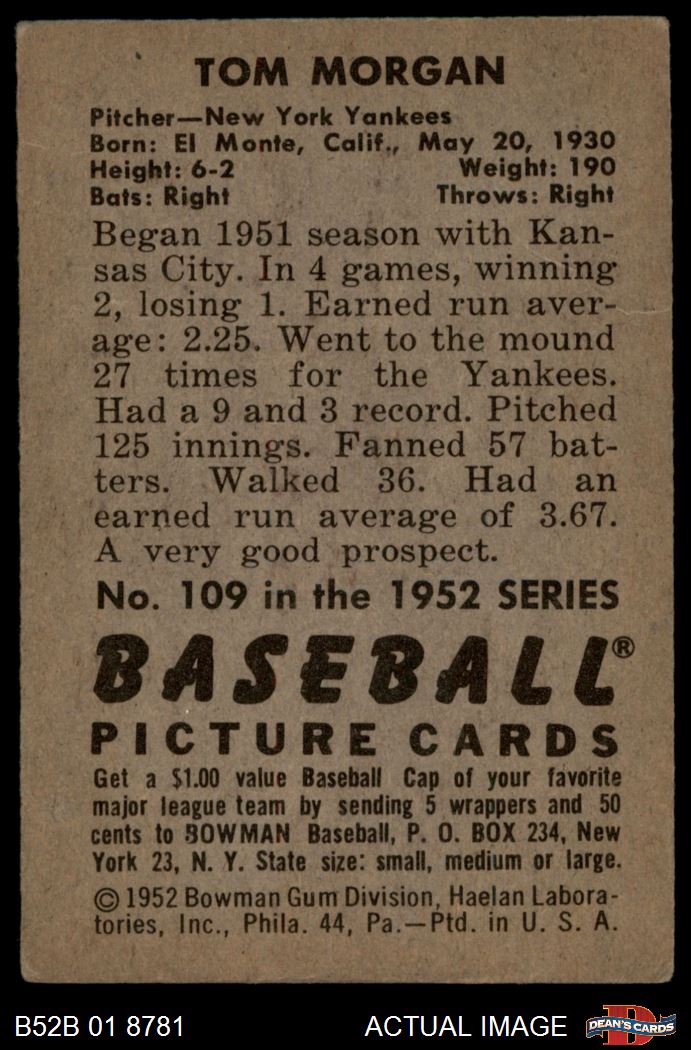 TOM MORGAN
Pitcher—New York Yankees
Born: El Monte, Calif., May 20, 1930
Height: 6-2 Weight: 190
Bats: Right Throws: Right
Began 1951 season with Kan-
sas City. In 4 games, winning
2, losing 1. Earned run aver-
age: 2.25. Went to the mound
27 times for the Yankees.
Had a 9 and 3 record. Pitched
125 innings. Fanned 57 bat-
ters. Walked 36. Had an
earned run average of 3.67.
A very good prospect.
No. 109 in the 1952 SERIES
BASEBALL®
PICTURE CARDS
Get a $1.00 value Baseball Cap of your favorite
major league team by sending 5 wrappers and 50
cents to BOWMAN Baseball, P. O. BOX 234, New
York 23, N. Y. State size: small, medium or large.
© 1952 Bowman Gum Division, Haelan Labora-
tories, Inc., Phila. 44, Pa.—Ptd. in U. S. A.
B52B 01 8781 ACTUAL IMAGE D DEAN'S CARDS